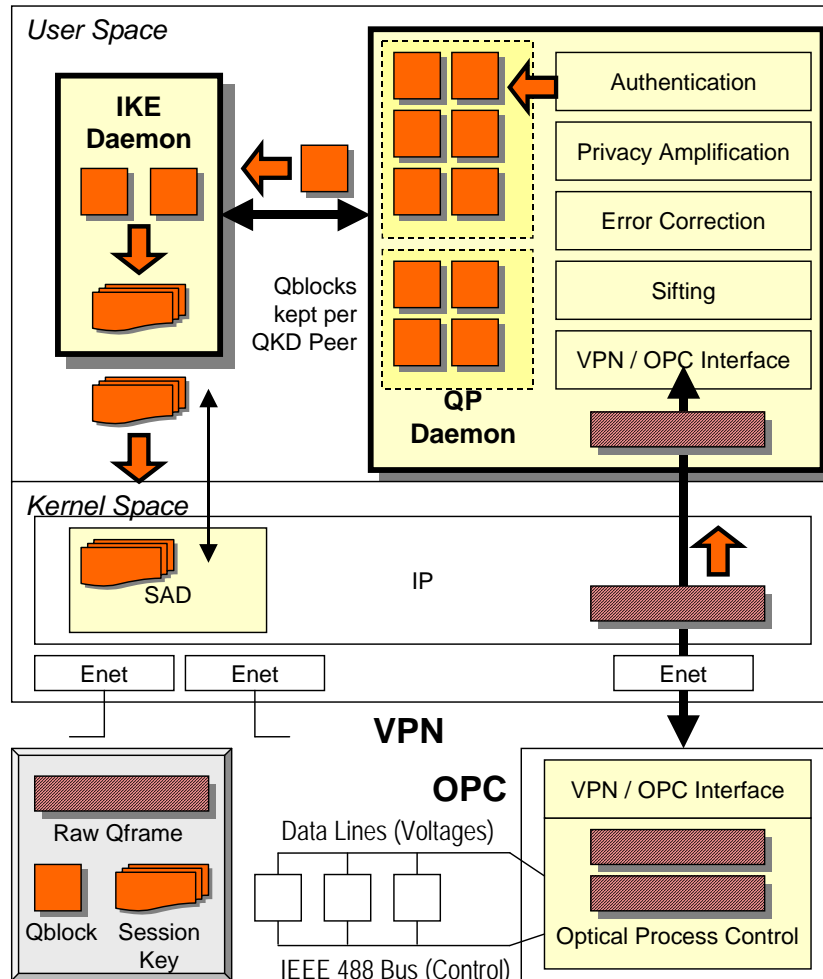 User Space
IKE
Daemon
Qblocks
kept per
QKD Peer
Authentication
Privacy Amplification
Error Correction
Sifting
VPN / OPC Interface
QP
Daemon
Kernel Space
SAD
IP
Enet
Enet
Enet
VPN
OPC
Raw Qframe
Qblock
Session
Key
Data Lines (Voltages)
IEEE 488 Bus (Control)
VPN / OPC Interface
Optical Process Control